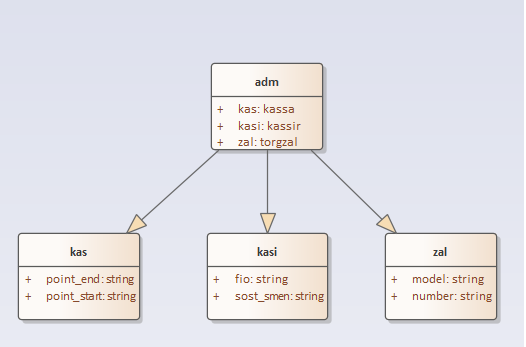 adm
+ kas: kassa
+ kasi: kassir
+ zal: torgzal
kas
+ point_end: string
+ point_start: string
kasi
+ fio: string
+ sost_smen: string
zal
+ model: string
+ number: string